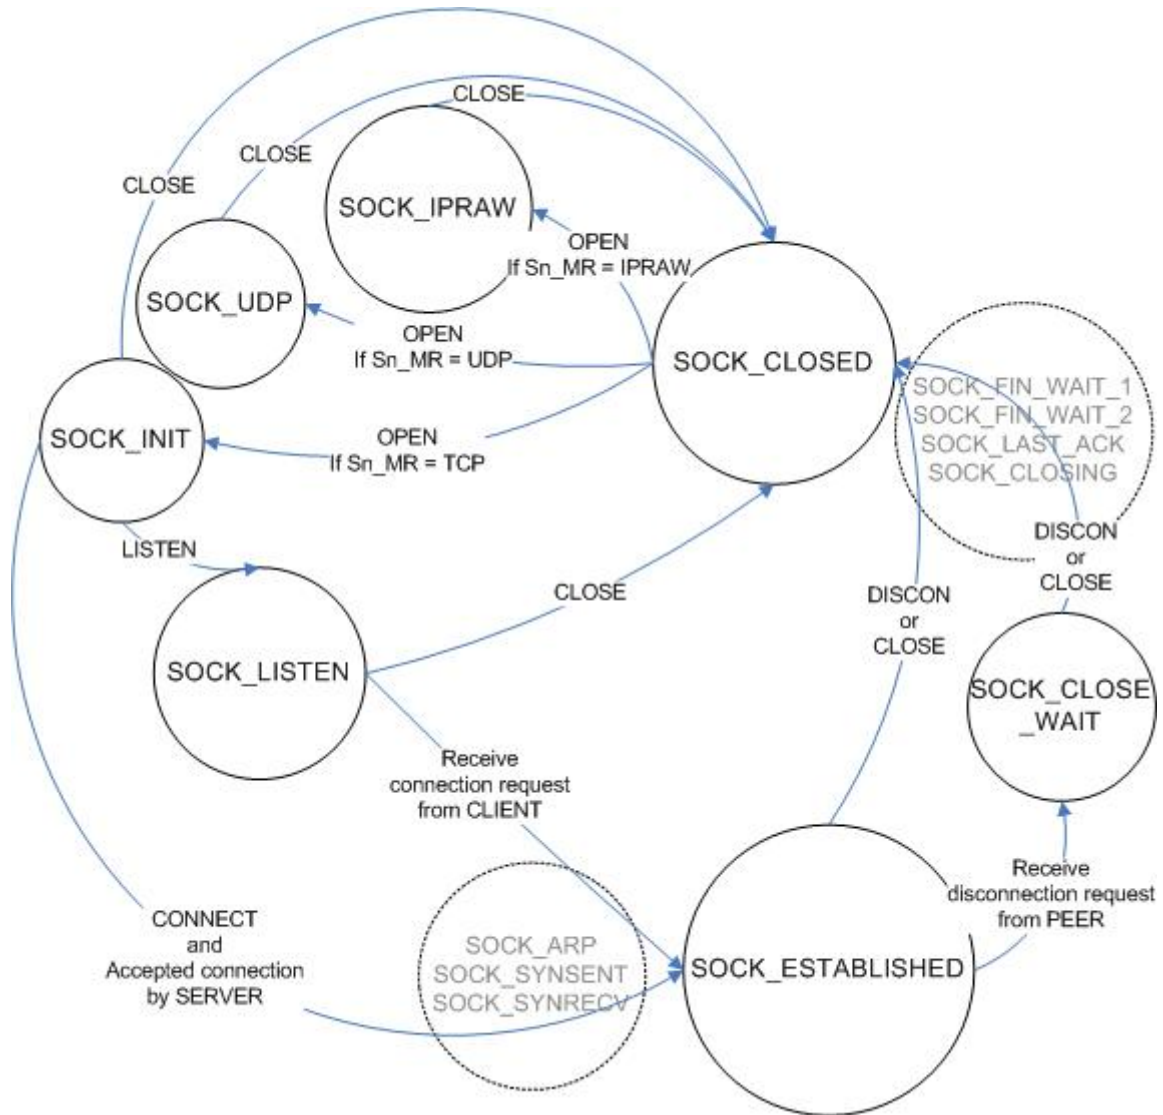 CLOSE
CLOSE
CLOSE
SOCK_IPRAW
OPEN
If Sn_MR = IPRAW
SOCK_UDP
OPEN
If Sn_MR = UDP
SOCK_CLOSED
SOCK_FIN_WAIT_1
SOCK_FIN_WAIT_2
SOCK_LAST_ACK
SOCK_CLOSING
SOCK_INIT
OPEN
If Sn_MR = TCP
LISTEN
CLOSE
DISCON
or
CLOSE
DISCON
or
CLOSE
SOCK_LISTEN
SOCK_CLOSE
_WAIT
Receive
connection request
from CLIENT
Receive
disconnection request
from PEER
CONNECT
and
Accepted connection
by SERVER
SOCK_ARP
SOCK_SYNSENT
SOCK_SYNRECV
SOCK_ESTABLISHED